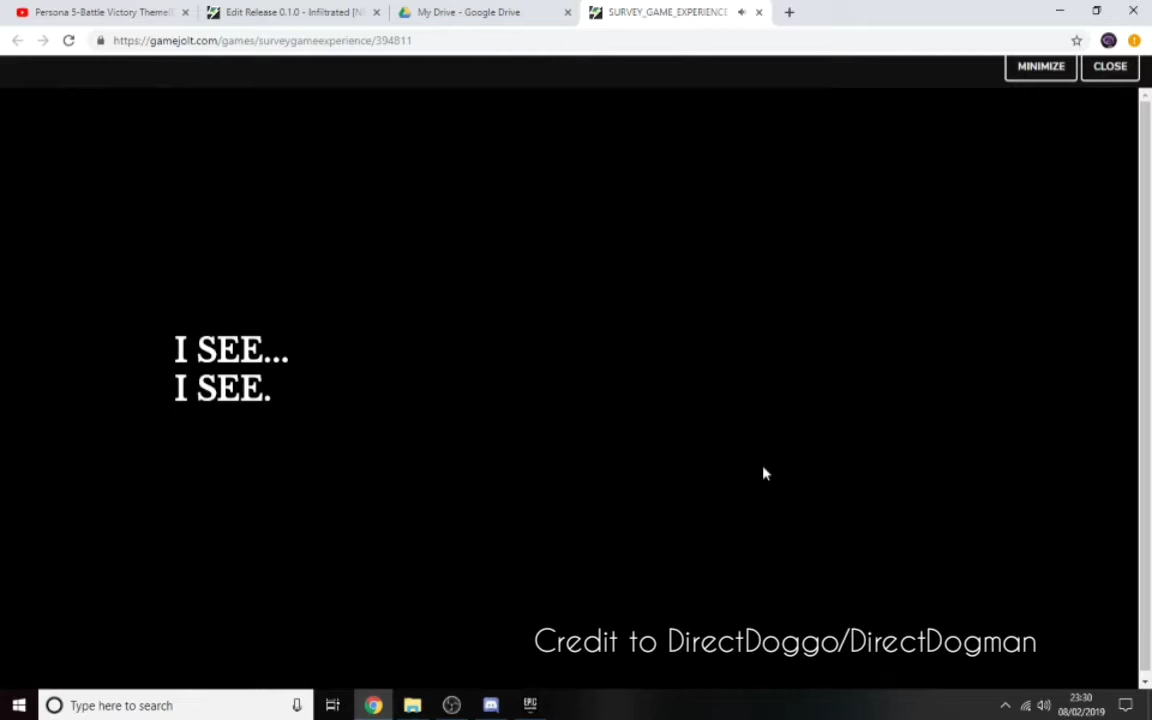 Persona 5-Battle Victory Theme
Edit Release 0.1.0 - Infiltrated [N
My Drive - Google Drive
SURVEY_GAME_EXPERIENCE
https://gamejolt.com/games/surveygameexperience/394811
MINIMIZE
CLOSE
I SEE...
I SEE.
Credit to DirectDoggo/DirectDogman
Type here to search
EPIC
23:30
08/02/2019